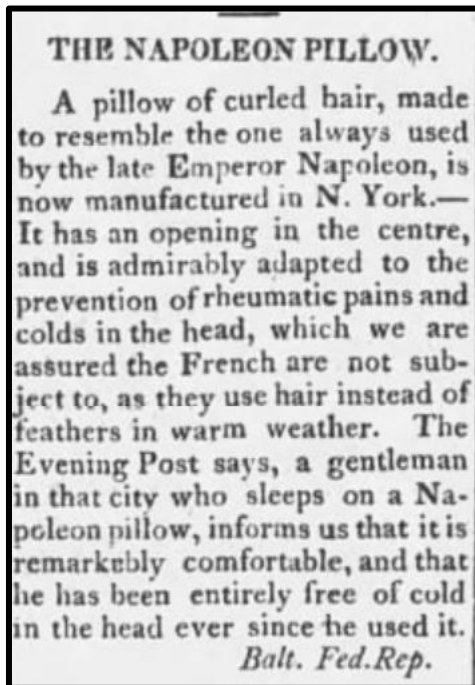 THE NAPOLEON PILLOW.
A pillow of curled hair, made
to resemble the one always used
by the late Emperor Napoleon, is
now manufactured in N. York.—
It has an opening in the centre,
and is admirably adapted to the
prevention of rheumatic pains and
colds in the head, which we are
assured the French are not sub-
ject to, as they use hair instead of
feathers in warm weather. The
Evening Post says, a gentleman
in that city who sleeps on a Na-
poleon pillow, informs us that it is
remarkebly comfortable, and that
he has been entirely free of cold
in the head ever since he used it.
Balt. Fed. Rep.